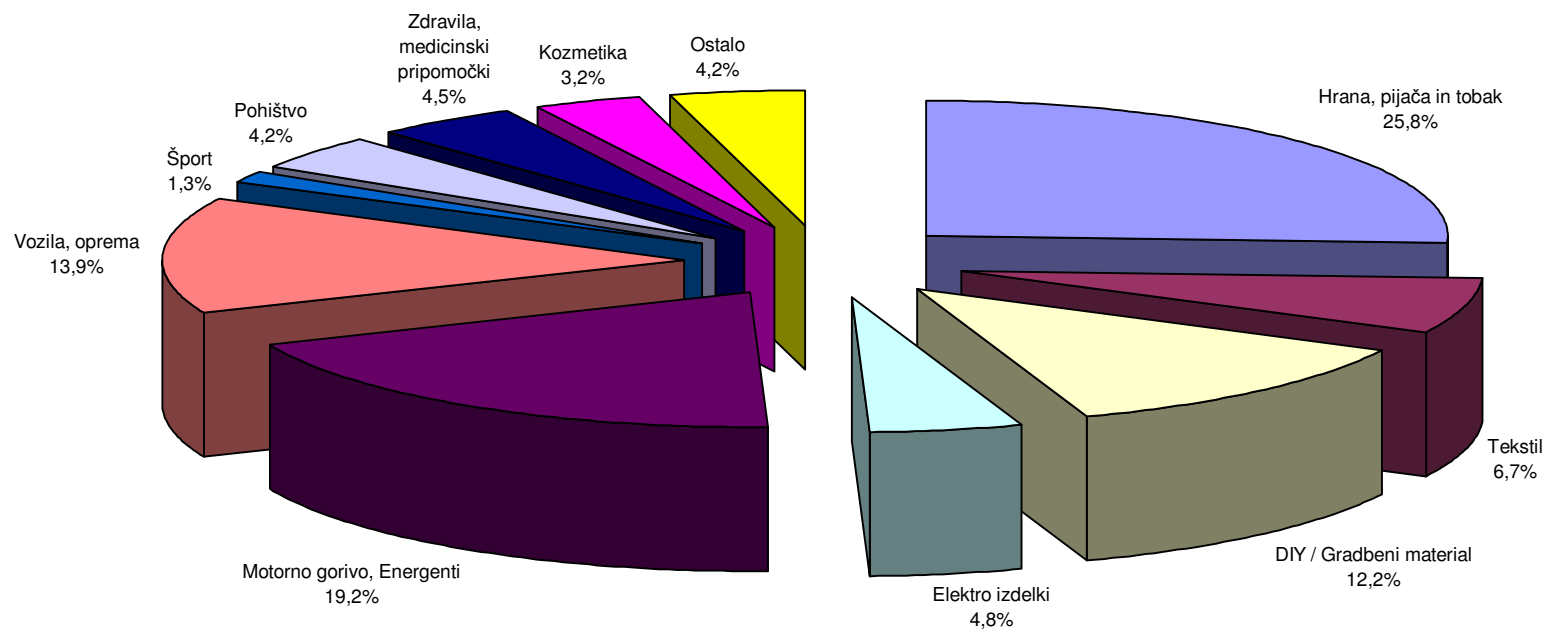 Zdravila,
medicinski
pripomočki
4,5%
Kozmetika
3,2%
Ostalo
4,2%
Hrana, pijača in tobak
25,8%
Pohištvo
4,2%
Šport
1,3%
Vozila, oprema
13,9%
Tekstil
6,7%
DIY / Gradbeni material
12,2%
Motorno gorivo, Energenti
19,2%
Elektro izdelki
4,8%